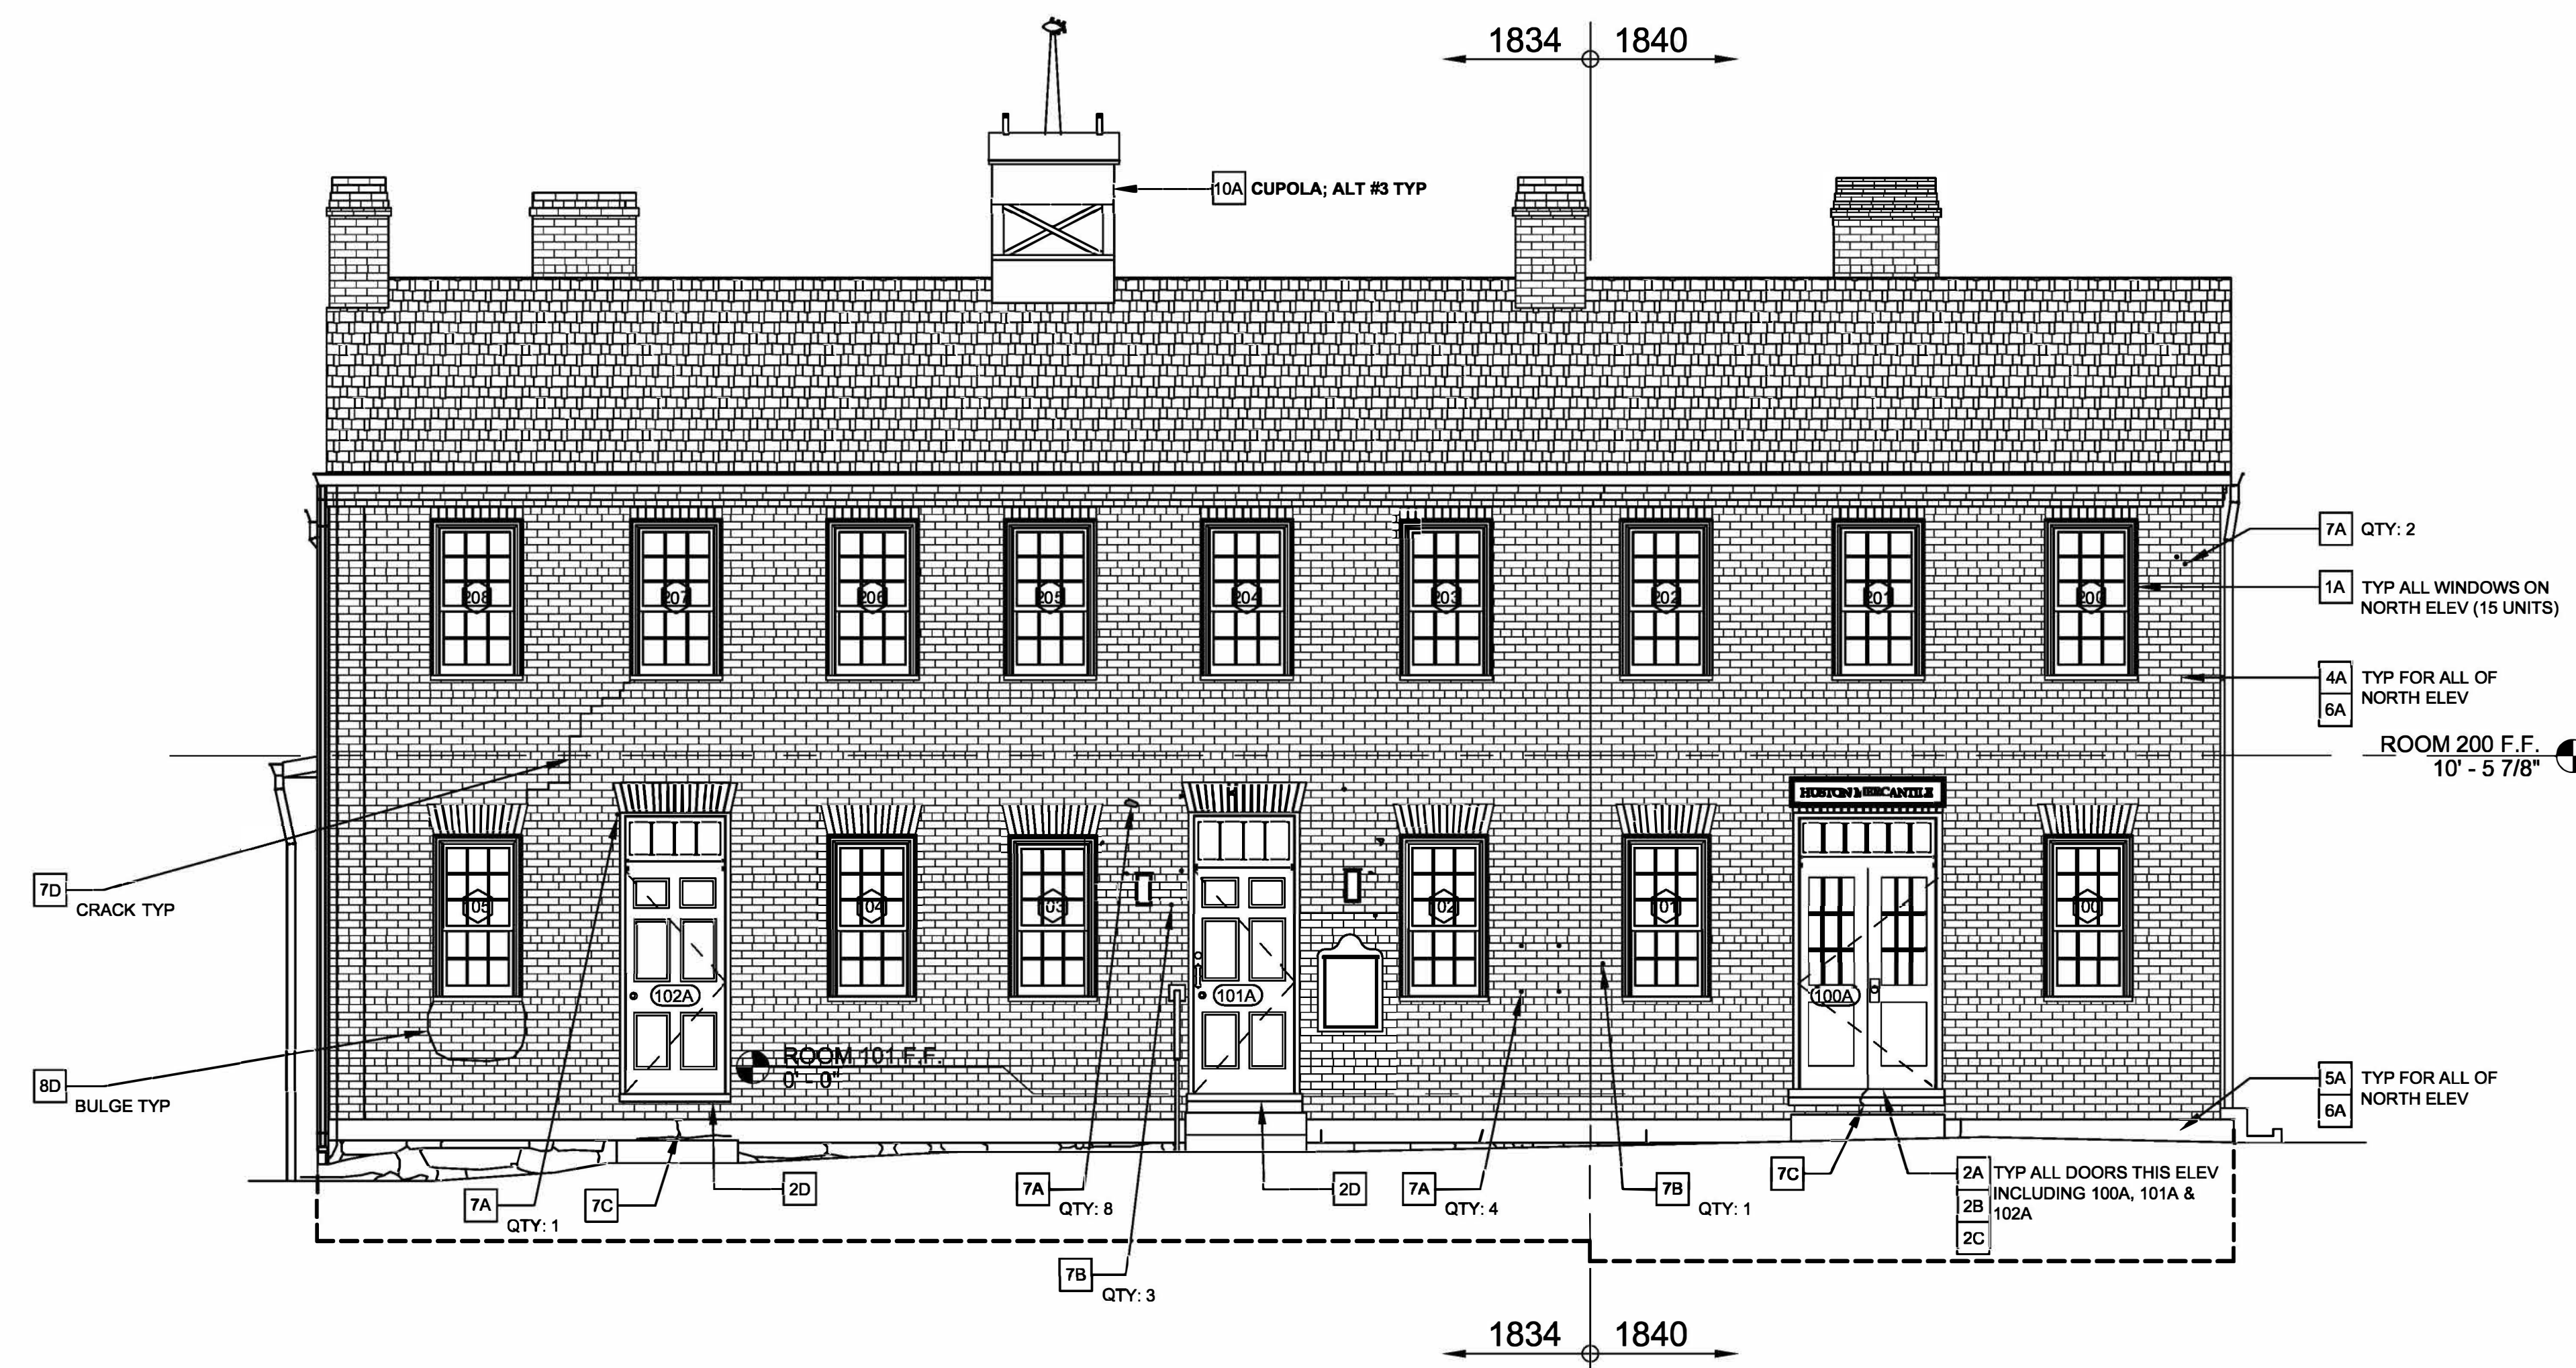 1834 1840
10A CUPOLA; ALT #3 TYP
7A QTY: 2
208 207 206 205 204 203 202 201 200
1A TYP ALL WINDOWS ON
NORTH ELEV (15 UNITS)
4A TYP FOR ALL OF
NORTH ELEV
6A
ROOM 200 F.F.
10' - 5 7/8"
HUSTON MERCANTILE
7D
CRACK TYP
105 104 103 102 101 100
102A 101A 100A
ROOM 101 F.F.
0' - 0"
8D
BULGE TYP
5A TYP FOR ALL OF
NORTH ELEV
6A
7A
QTY: 1
7C
2D
7A
QTY: 8
2D
7A
QTY: 4
7B
QTY: 1
7C
2A TYP ALL DOORS THIS ELEV
INCLUDING 100A, 101A &
2B 102A
2C
7B
QTY: 3
1834 1840